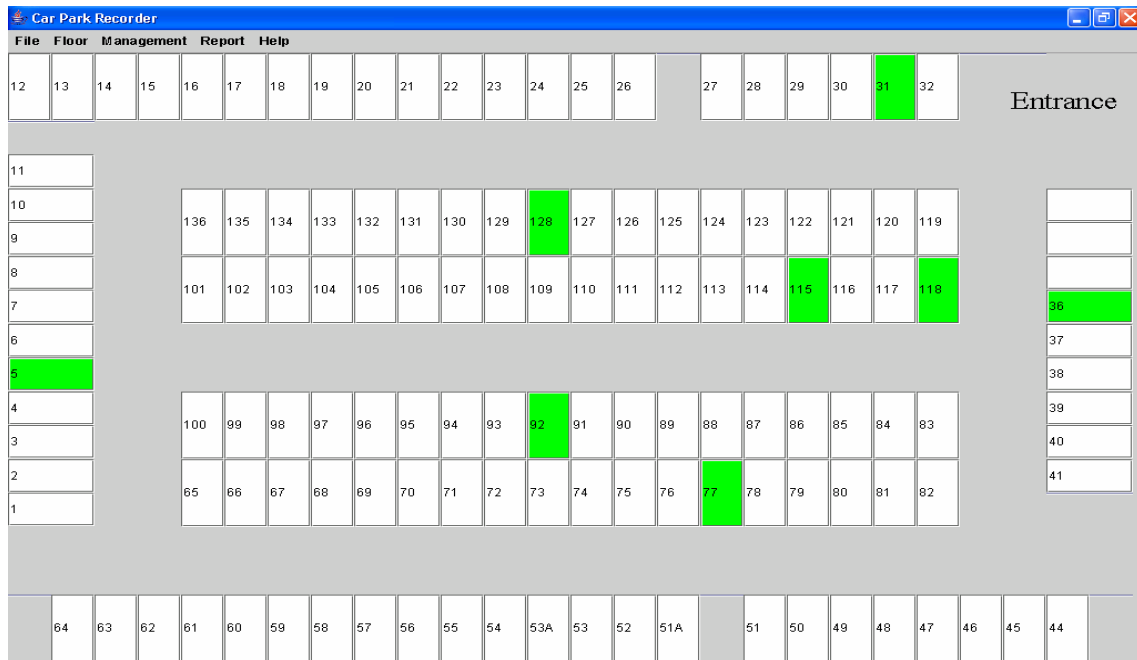 Car Park Recorder
File Floor Management Report Help
12 13 14 15 16 17 18 19 20 21 22 23 24 25 26 27 28 29 30 31 32
Entrance
11
10
9
8
7
6
5
4
3
2
1
136 135 134 133 132 131 130 129 128 127 126 125 124 123 122 121 120 119
101 102 103 104 105 106 107 108 109 110 111 112 113 114 115 116 117 118
100 99 98 97 96 95 94 93 92 91 90 89 88 87 86 85 84 83
65 66 67 68 69 70 71 72 73 74 75 76 77 78 79 80 81 82
36
37
38
39
40
41
64 63 62 61 60 59 58 57 56 55 54 53A 53 52 51A 51 50 49 48 47 46 45 44